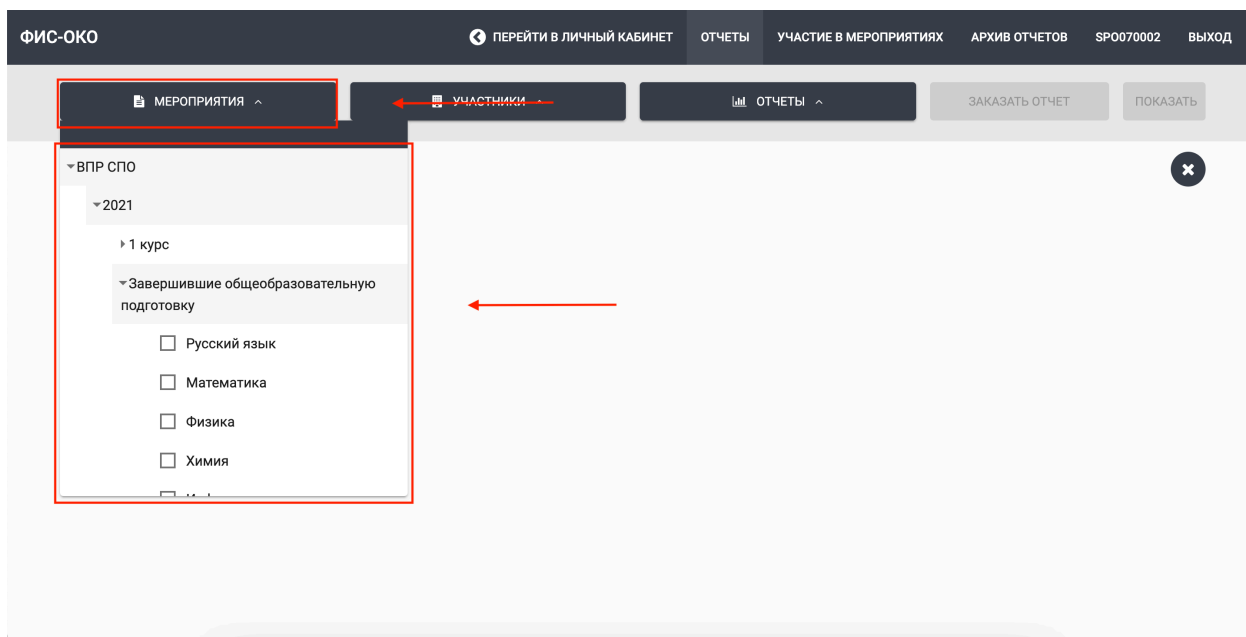 ФИС-ОКО
ПЕРЕЙТИ В ЛИЧНЫЙ КАБИНЕТ ОТЧЕТЫ УЧАСТИЕ В МЕРОПРИЯТИЯХ АРХИВ ОТЧЕТОВ SPO070002 ВЫХОД
МЕРОПРИЯТИЯ УЧАСТНИКИ ОТЧЕТЫ ЗАКАЗАТЬ ОТЧЕТ ПОКАЗАТЬ
ВПР СПО
2021
1 курс
Завершившие общеобразовательную
подготовку
Русский язык
Математика
Физика
Химия